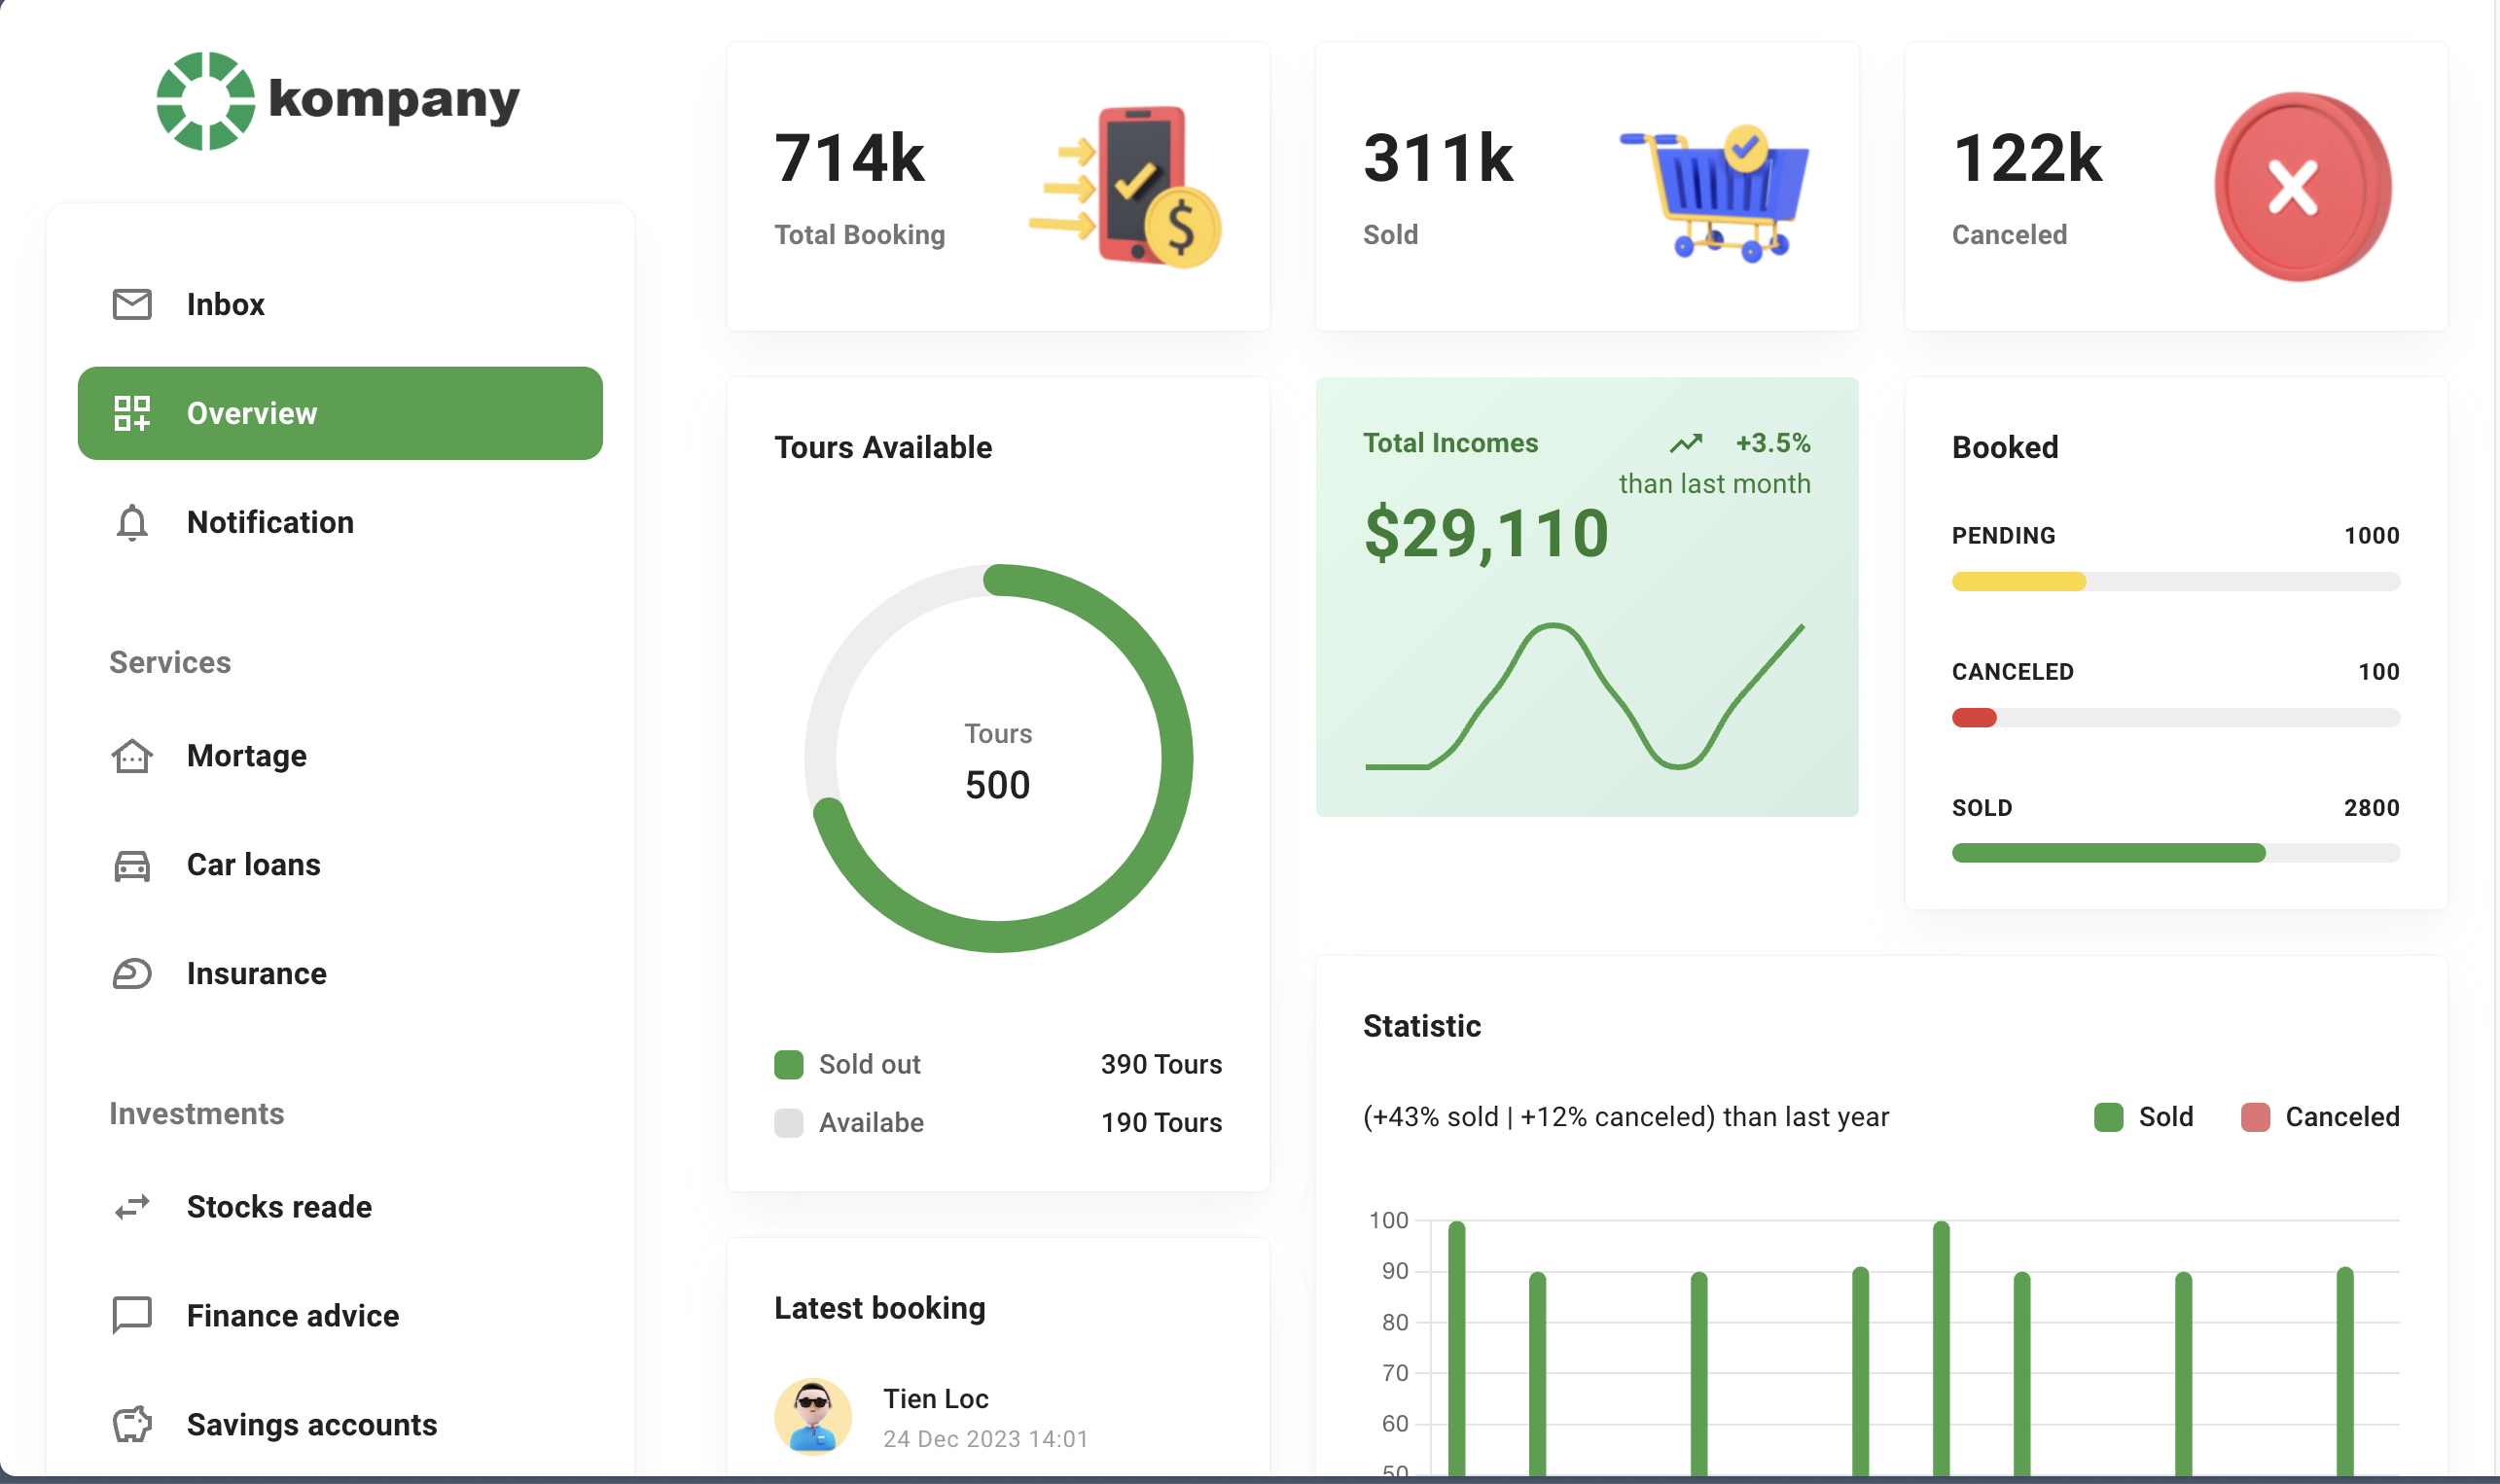 kompany
Inbox
Overview
Notification
Services
Mortage
Car loans
Insurance
Investments
Stocks reade
Finance advice
Savings accounts
714k
Total Booking
$
311k
Sold
122k
Canceled
Tours Available
Tours
500
Sold out 390 Tours
Availabe 190 Tours
Total Incomes +3.5%
than last month
$29,110
Booked
PENDING 1000
CANCELED 100
SOLD 2800
Latest booking
Tien Loc
24 Dec 2023 14:01
Statistic
(+43% sold | +12% canceled) than last year Sold Canceled
100
90
80
70
60
50